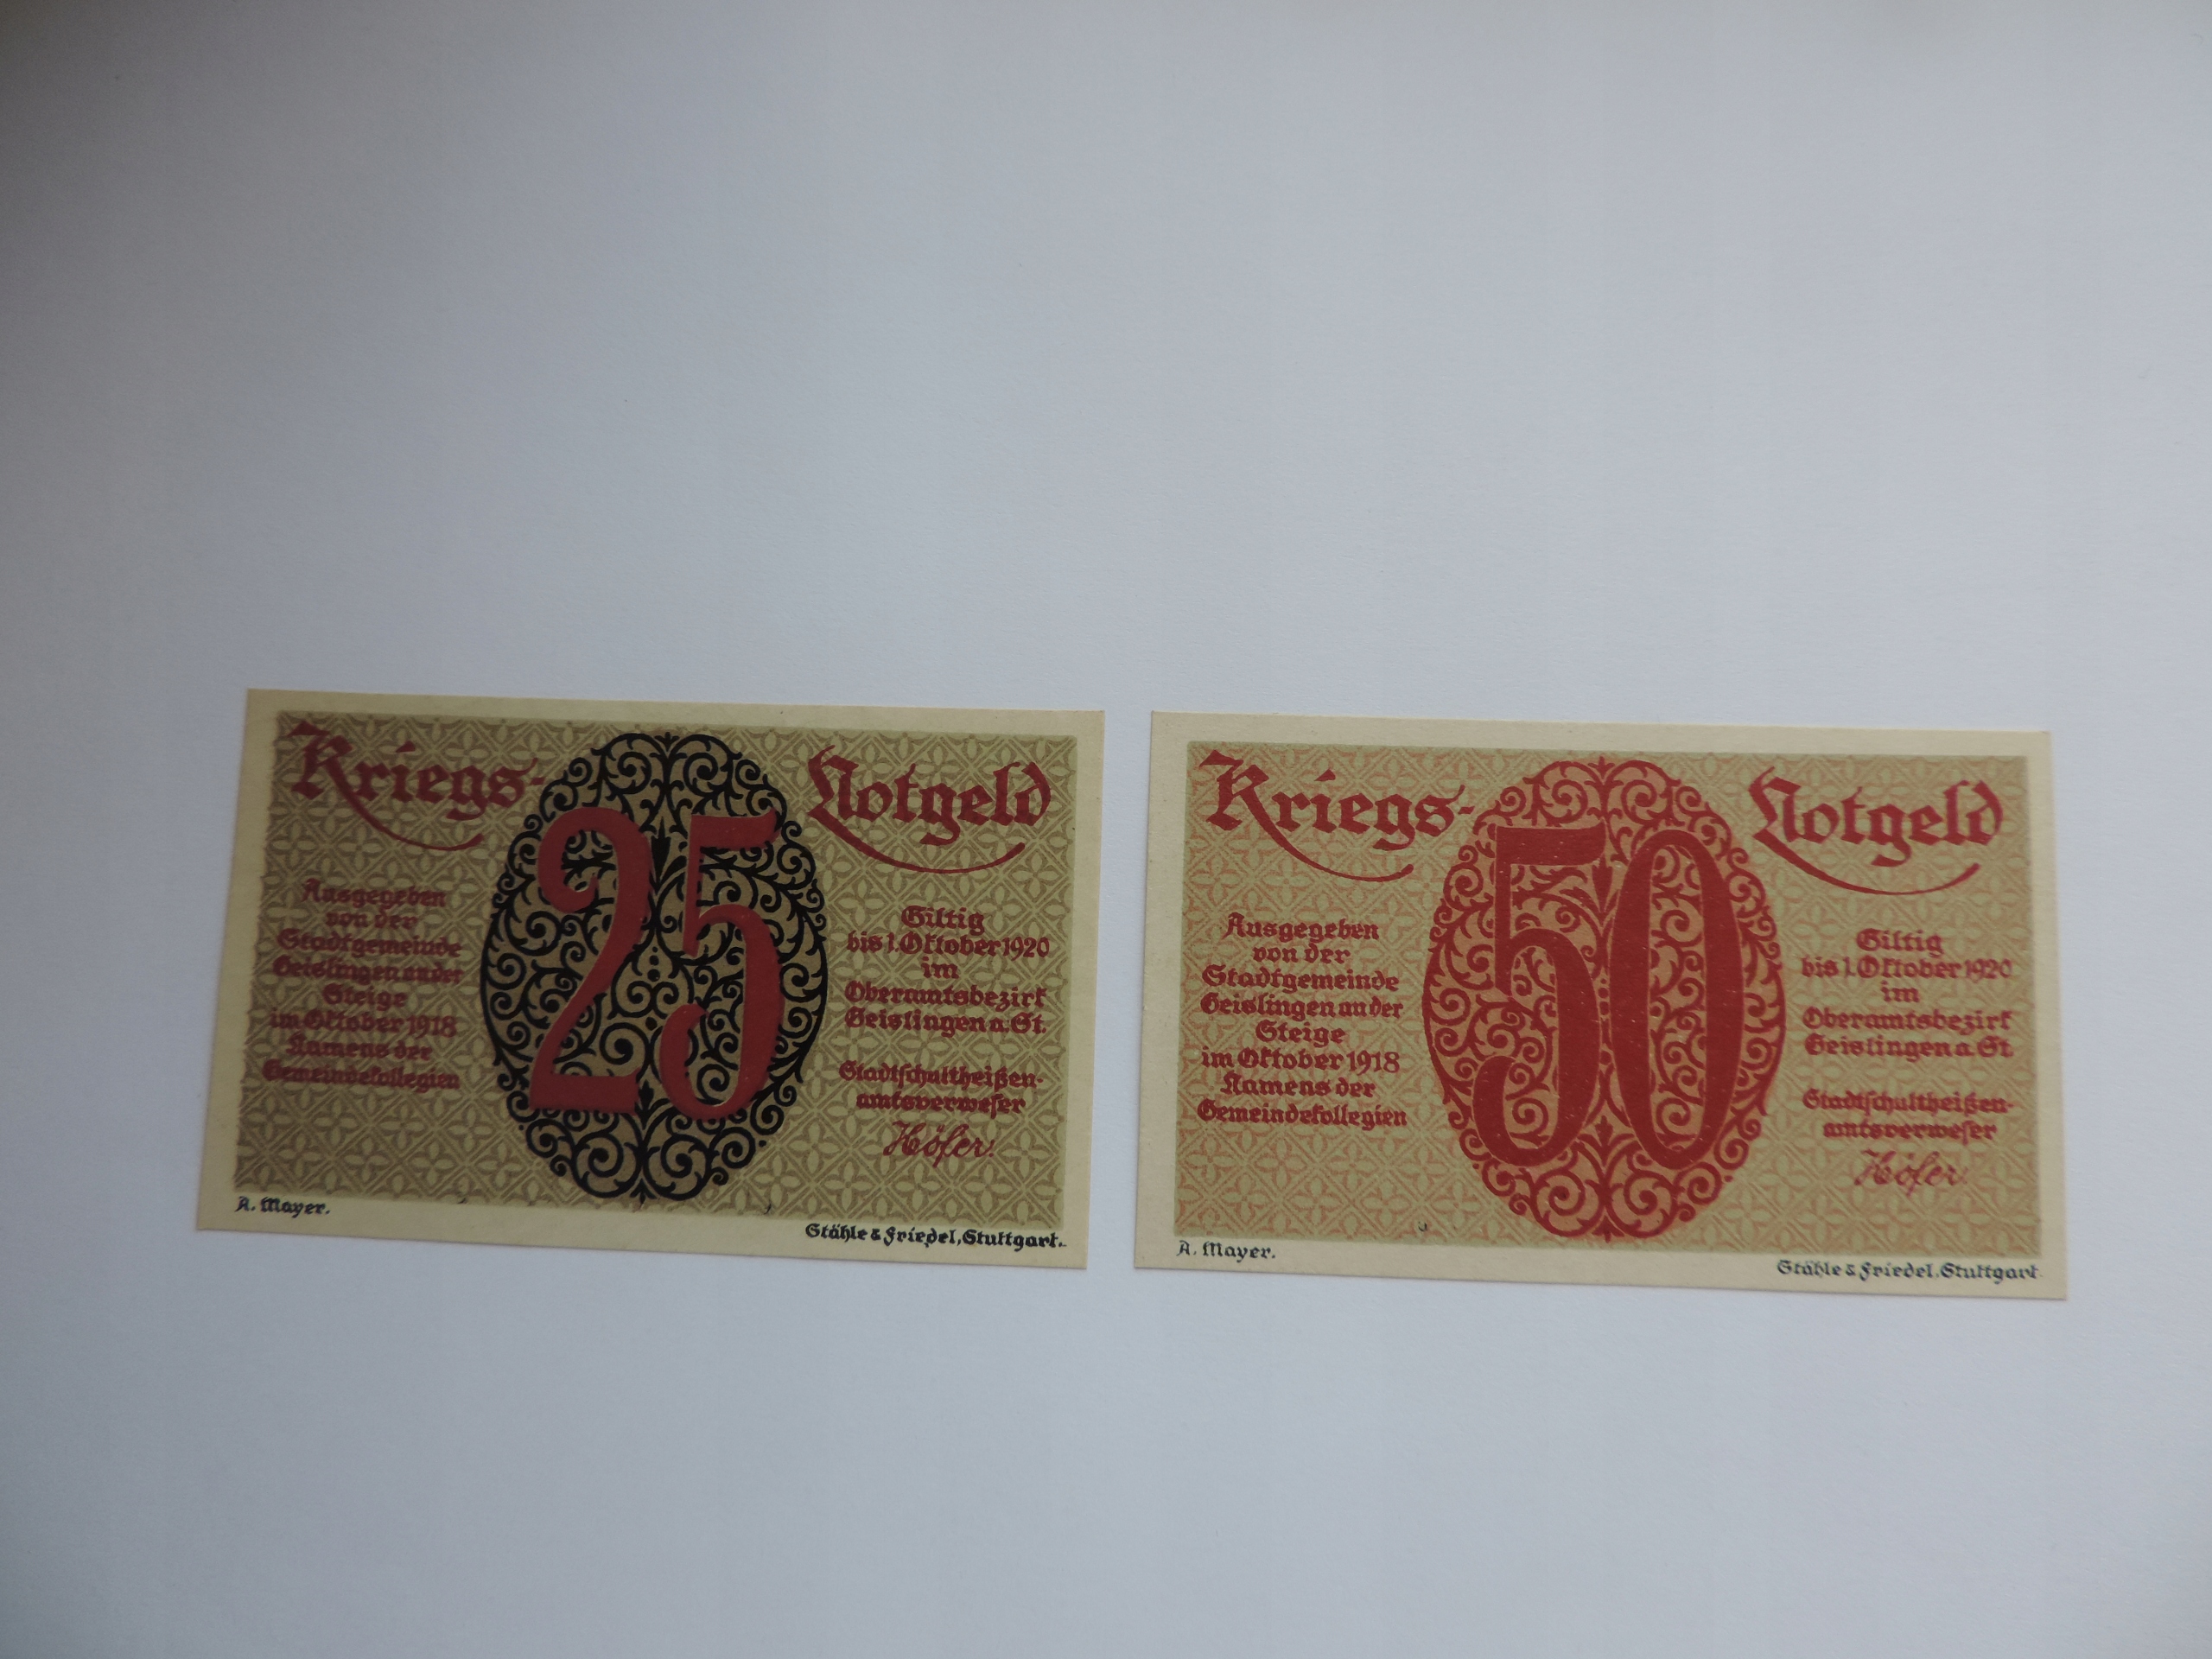 Kriegs-
Notgeld
25
Ausgegeben
von der
Stadtgemeinde
Geislingen an der
Steige
im Oktober 1918
Namens der
Gemeindekollegien
Giltig
bis 1. Oktober 1920
im
Oberamtsbezirk
Geislingen a. St.
Stadtschultheißen-
amtsverweser
Höfer.
A. Mayer.
Stähle & Friedel, Stuttgart.
Kriegs-
Notgeld
50
Ausgegeben
von der
Stadtgemeinde
Geislingen an der
Steige
im Oktober 1918
Namens der
Gemeindekollegien
Giltig
bis 1. Oktober 1920
im
Oberamtsbezirk
Geislingen a. St.
Stadtschultheißen-
amtsverweser
Höfer.
A. Mayer.
Stähle & Friedel, Stuttgart.